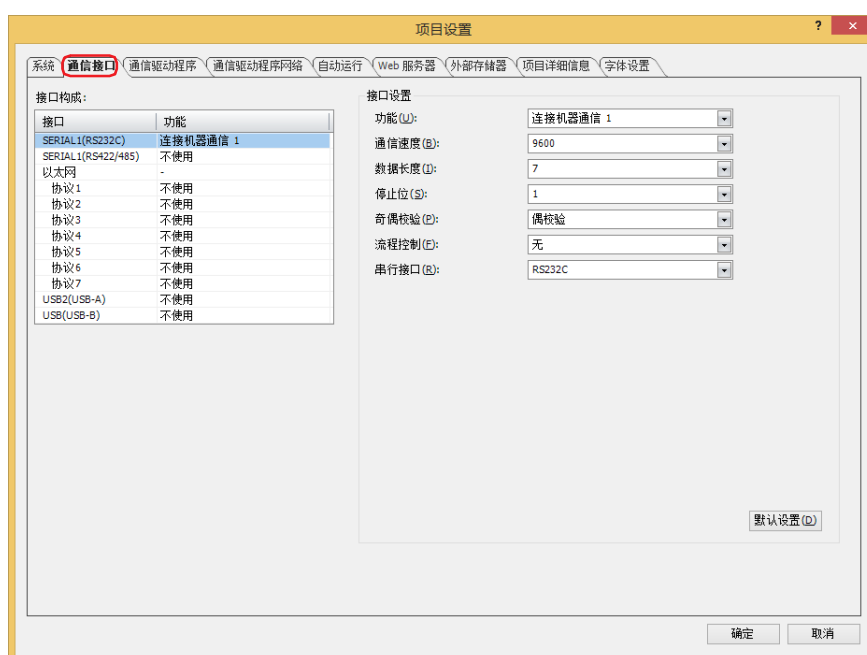 项目设置
?
×
系统 通信接口 通信驱动程序 通信驱动程序网络 自动运行 Web 服务器 外部存储器 项目详细信息 字体设置
接口构成:
接口 功能
SERIAL1(RS232C) 连接机器通信 1
SERIAL1(RS422/485) 不使用
以太网 -
协议1 不使用
协议2 不使用
协议3 不使用
协议4 不使用
协议5 不使用
协议6 不使用
协议7 不使用
USB2(USB-A) 不使用
USB(USB-B) 不使用
接口设置
功能(U): 连接机器通信 1
通信速度(B): 9600
数据长度(I): 7
停止位(S): 1
奇偶校验(P): 偶校验
流程控制(F): 无
串行接口(R): RS232C
默认设置(D)
确定 取消